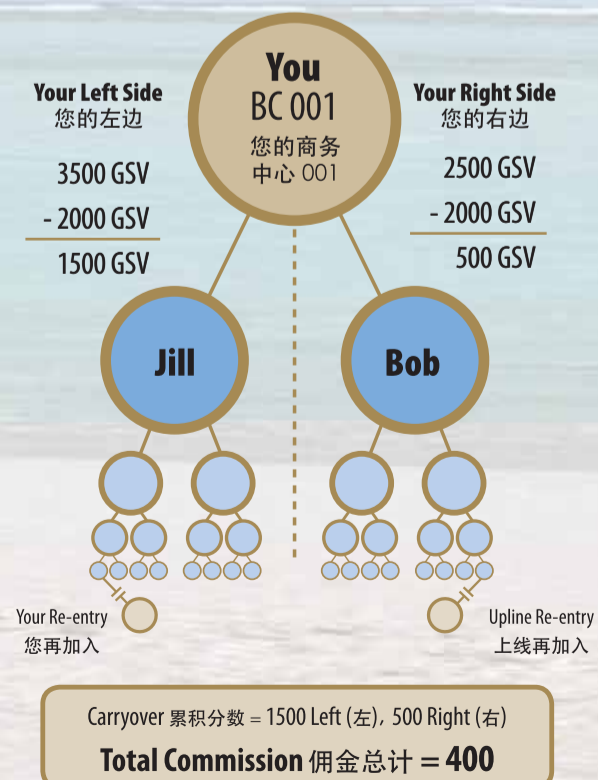 You
BC 001
您的商务
中心 001
Your Left Side
您的左边
3500 GSV
- 2000 GSV
1500 GSV
Your Right Side
您的右边
2500 GSV
- 2000 GSV
500 GSV
Jill
Bob
Your Re-entry
您再加入
Upline Re-entry
上线再加入
Carryover 累积分数 = 1500 Left (左), 500 Right (右)
Total Commission 佣金总计 = 400